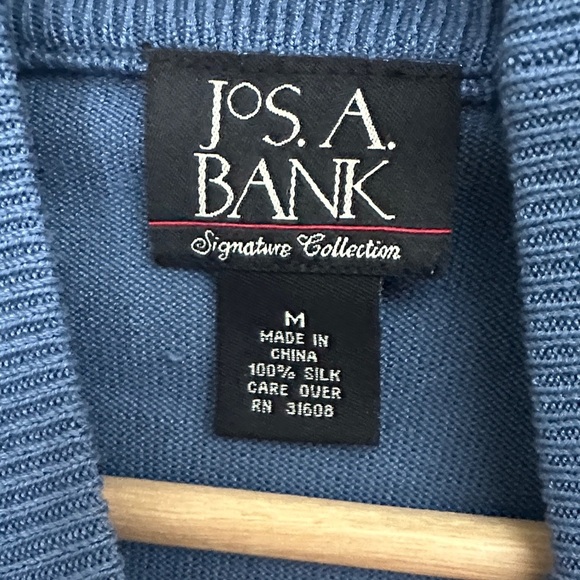 JOS. A.
BANK
Signature Collection
M
MADE IN
CHINA
100% SILK
CARE OVER
RN 31608